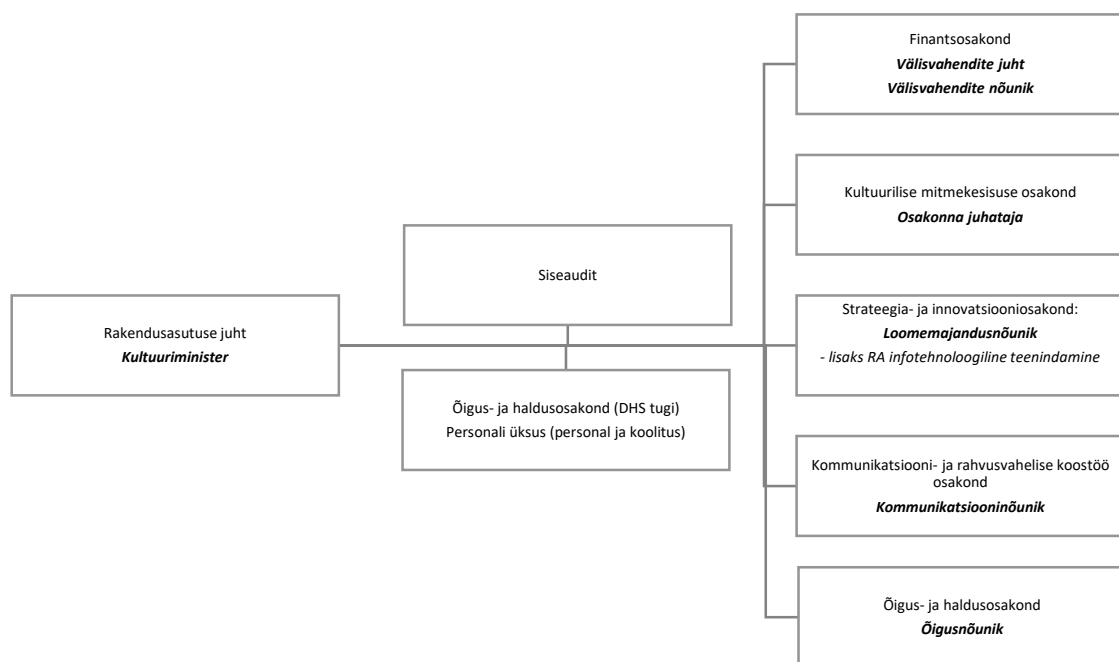 Finantsosakond
Välisvahendite juht
Välisvahendite nõunik
Kultuurilise mitmekesisuse osakond
Osakonna juhataja
Siseaudit
Rakendusasutuse juht
Kultuuriminister
Strateegia- ja innovatsiooniosakond:
Loomemajandusnõunik
- lisaks RA infotehnoloogiline teenindamine
Õigus- ja haldusosakond (DHS tugi)
Personali üksus (personal ja koolitus)
Kommunikatsiooni- ja rahvusvahelise koostöö
osakond
Kommunikatsiooninõunik
Õigus- ja haldusosakond
Õigusnõunik